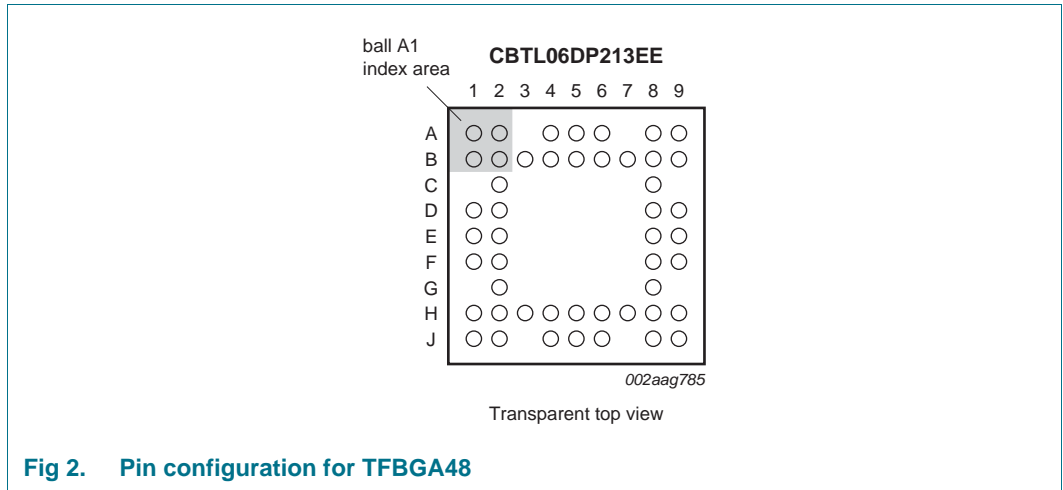 ball A1
index area
CBTL06DP213EE
1 2 3 4 5 6 7 8 9
A
B
C
D
E
F
G
H
J
002aag785
Transparent top view
Fig 2. Pin configuration for TFBGA48